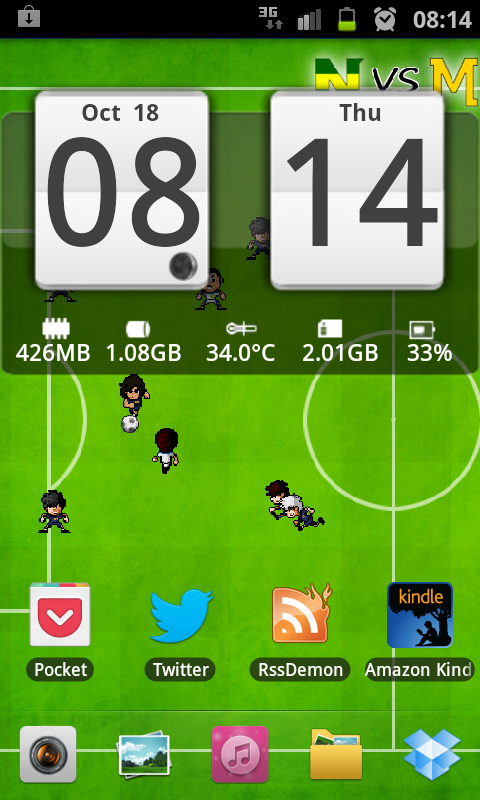 3G 08:14
N VS M
Oct 18 Thu
08 14
426MB 1.08GB 34.0°C 2.01GB 33%
kindle
Pocket Twitter RssDemon Amazon Kind